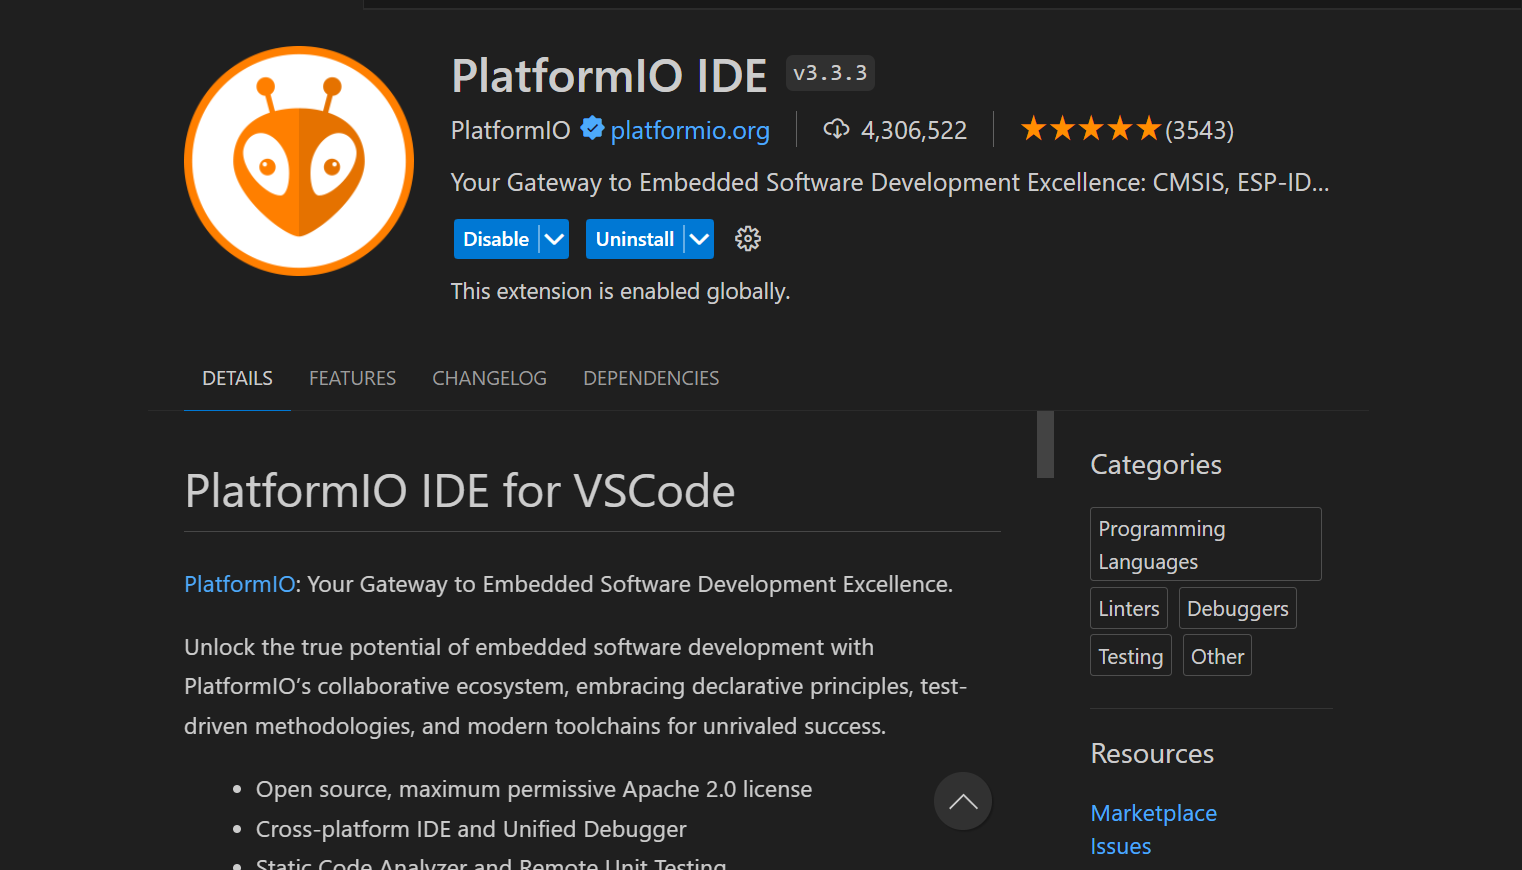 PlatformIO IDE v3.3.3
PlatformIO platformio.org 4,306,522 ★★★★★(3543)
Your Gateway to Embedded Software Development Excellence: CMSIS, ESP-ID...
Disable Uninstall
This extension is enabled globally.
DETAILS FEATURES CHANGELOG DEPENDENCIES
PlatformIO IDE for VSCode
PlatformIO: Your Gateway to Embedded Software Development Excellence.
Unlock the true potential of embedded software development with
PlatformIO’s collaborative ecosystem, embracing declarative principles, test-
driven methodologies, and modern toolchains for unrivaled success.
• Open source, maximum permissive Apache 2.0 license
• Cross-platform IDE and Unified Debugger
• Static Code Analyzer and Remote Unit Testing
Categories
Programming
Languages
Linters Debuggers
Testing Other
Resources
Marketplace
Issues